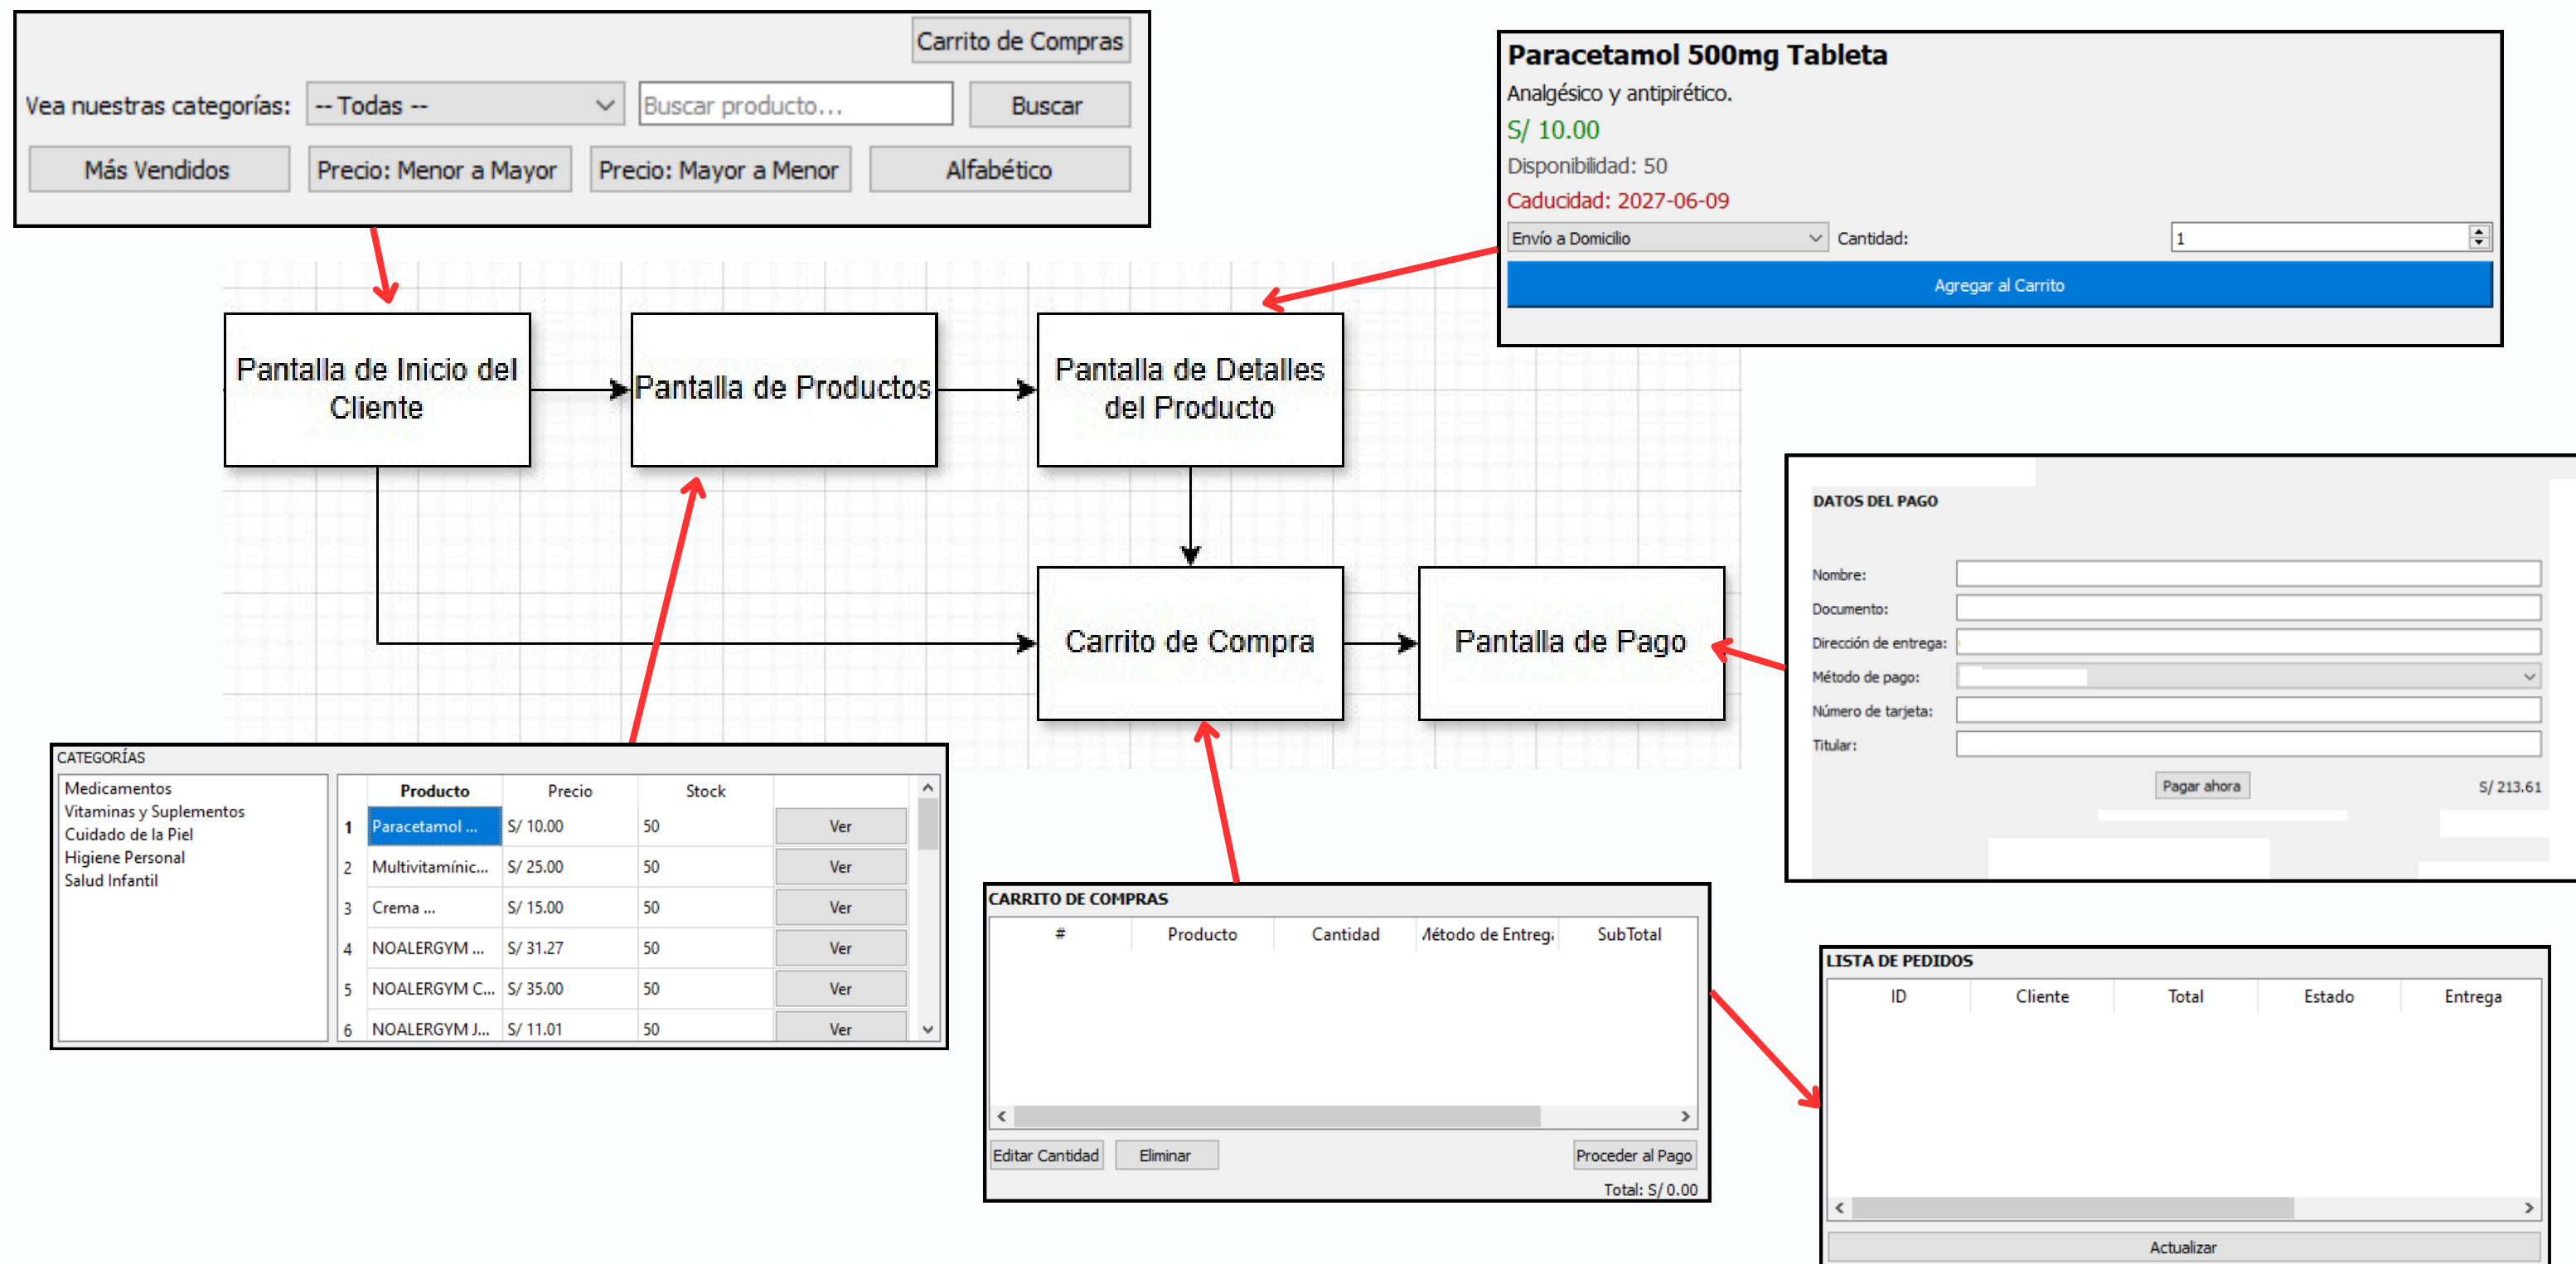 Carrito de Compras
Vea nuestras categorías: -- Todas -- Buscar producto... Buscar
Más Vendidos Precio: Menor a Mayor Precio: Mayor a Menor Alfabético
Paracetamol 500mg Tableta
Analgésico y antipirético.
S/ 10.00
Disponibilidad: 50
Caducidad: 2027-06-09
Envío a Domicilio Cantidad: 1
Agregar al Carrito
Pantalla de Inicio del
Cliente
Pantalla de Productos
Pantalla de Detalles
del Producto
Carrito de Compra
Pantalla de Pago
DATOS DEL PAGO
Nombre:
Documento:
Dirección de entrega:
Método de pago:
Número de tarjeta:
Titular:
Pagar ahora S/ 213.61
CATEGORÍAS
Medicamentos
Vitaminas y Suplementos
Cuidado de la Piel
Higiene Personal
Salud Infantil
Producto Precio Stock
1 Paracetamol ... S/ 10.00 50 Ver
2 Multivitamínic... S/ 25.00 50 Ver
3 Crema ... S/ 15.00 50 Ver
4 NOALERGYM ... S/ 31.27 50 Ver
5 NOALERGYM C... S/ 35.00 50 Ver
6 NOALERGYM J... S/ 11.01 50 Ver
CARRITO DE COMPRAS
# Producto Cantidad Método de Entreg SubTotal
Editar Cantidad Eliminar Proceder al Pago
Total: S/ 0.00
LISTA DE PEDIDOS
ID Cliente Total Estado Entrega
Actualizar